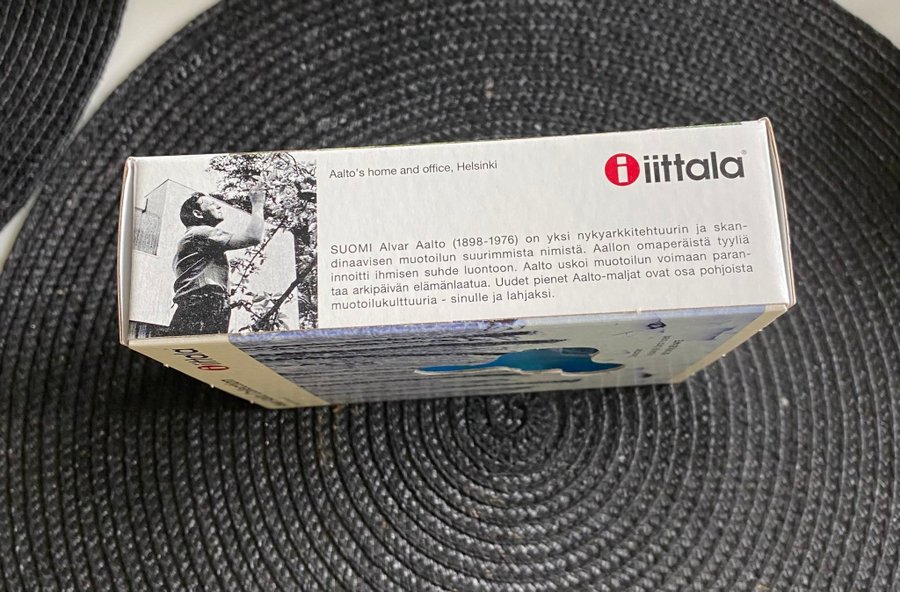 Aalto's home and office, Helsinki
iittala®
SUOMI Alvar Aalto (1898-1976) on yksi nykyarkkitehtuurin ja skan-
dinaavisen muotoilun suurimmista nimistä. Aallon omaperäistä tyyliä
innoitti ihmisen suhde luontoon. Aalto uskoi muotoilun voimaan paran-
taa arkipäivän elämänlaatua. Uudet pienet Aalto-maljat ovat osa pohjoista
muotoilukulttuuria - sinulle ja lahjaksi.
iittala